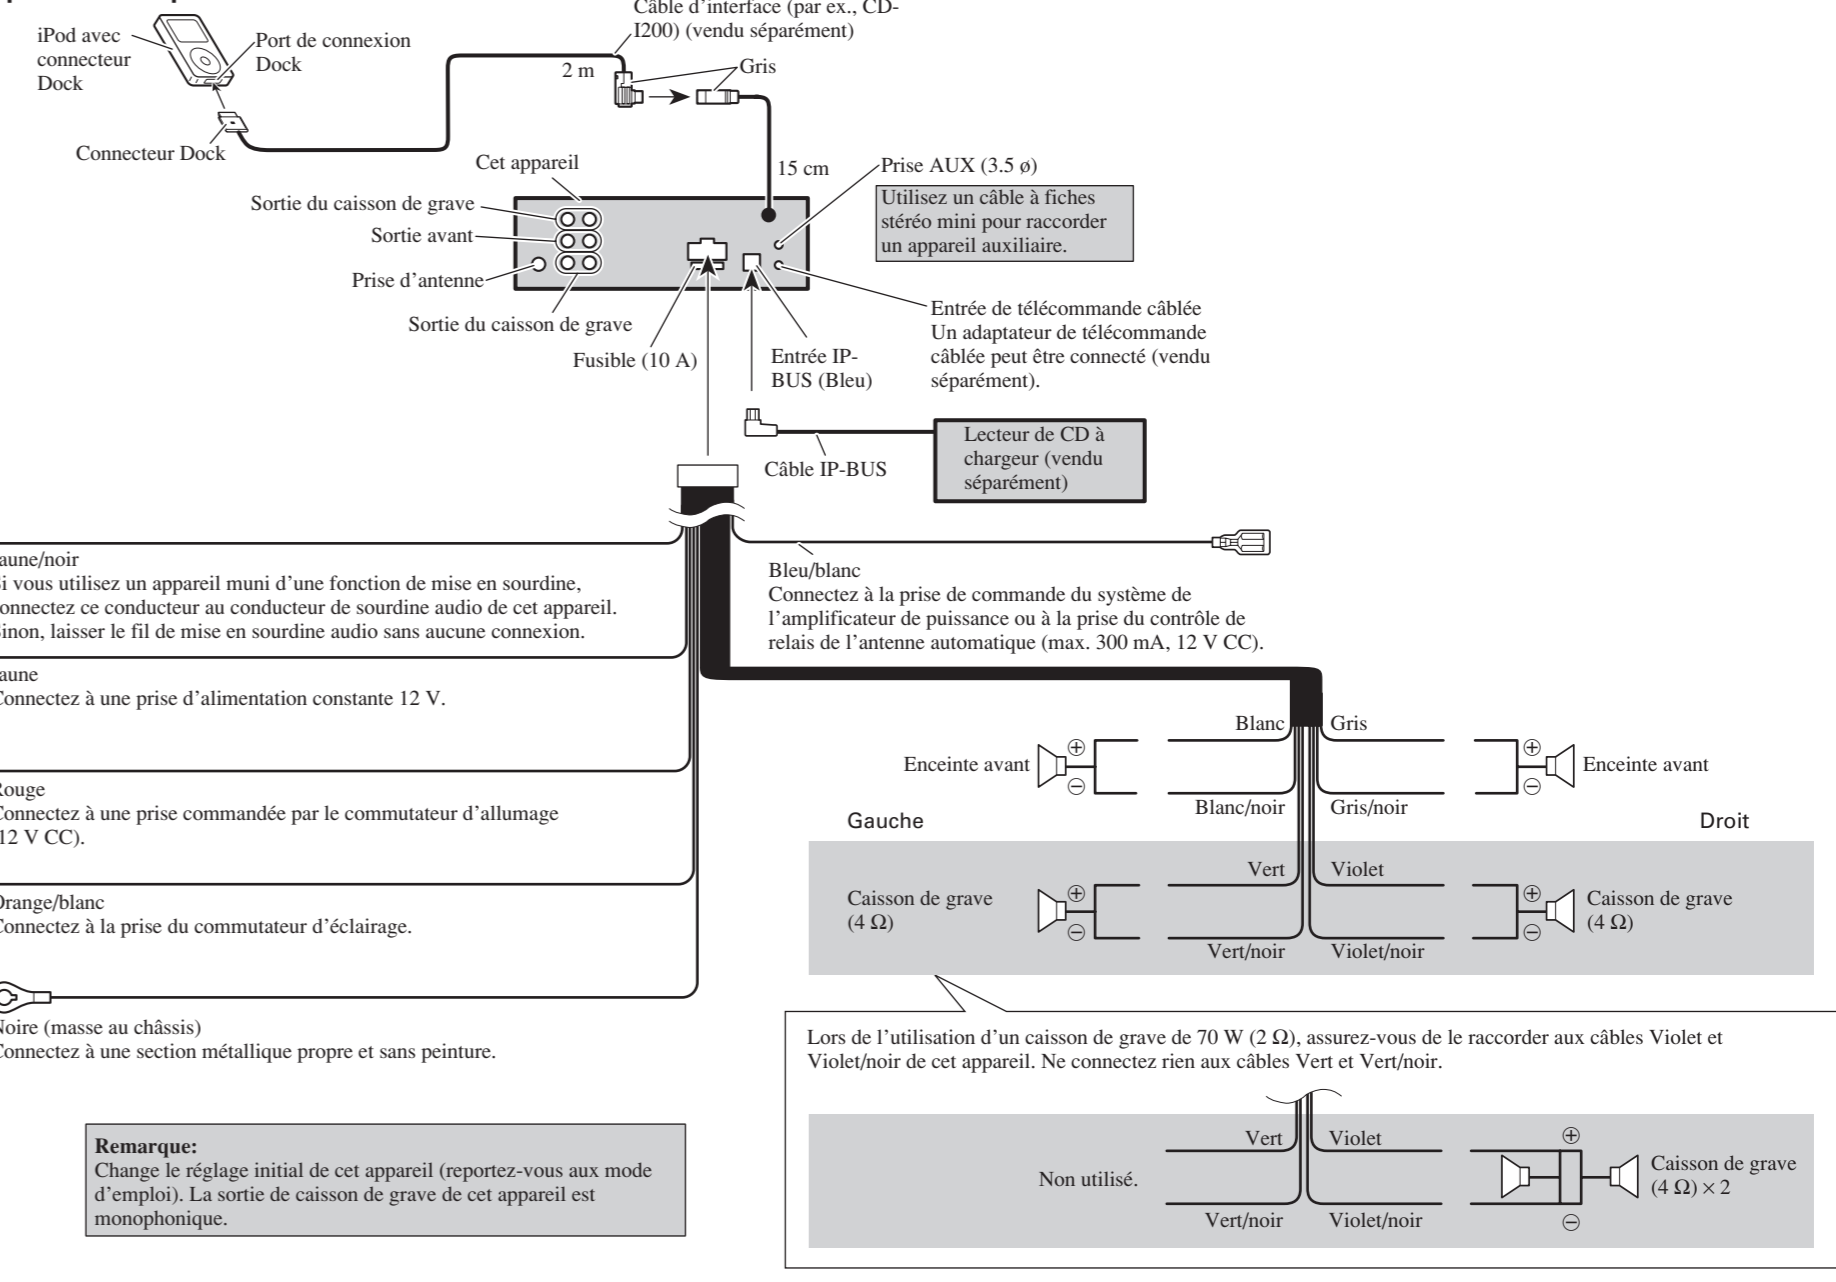 Câble d'interface (par ex., CD-
I200) (vendu séparément)
iPod avec
connecteur
Dock
Port de connexion
Dock
2 m
Gris
Connecteur Dock
Cet appareil
15 cm
Prise AUX (3.5 ø)
Utilisez un câble à fiches
stéréo mini pour raccorder
un appareil auxiliaire.
Sortie du caisson de grave
Sortie avant
Prise d'antenne
Sortie du caisson de grave
Fusible (10 A)
Entrée IP-
BUS (Bleu)
Entrée de télécommande câblée
Un adaptateur de télécommande
câblée peut être connecté (vendu
séparément).
Câble IP-BUS
Lecteur de CD à
chargeur (vendu
séparément)
aune/noir
i vous utilisez un appareil muni d'une fonction de mise en sourdine,
onnectez ce conducteur au conducteur de sourdine audio de cet appareil.
inon, laisser le fil de mise en sourdine audio sans aucune connexion.
Bleu/blanc
Connectez à la prise de commande du système de
l'amplificateur de puissance ou à la prise du contrôle de
relais de l'antenne automatique (max. 300 mA, 12 V CC).
aune
Connectez à une prise d'alimentation constante 12 V.
Rouge
Connectez à une prise commandée par le commutateur d'allumage
12 V CC).
Orange/blanc
Connectez à la prise du commutateur d'éclairage.
Noire (masse au châssis)
Connectez à une section métallique propre et sans peinture.
Blanc
Gris
Enceinte avant
⊕
⊖
⊕
⊖
Enceinte avant
Blanc/noir
Gris/noir
Gauche
Droit
Vert
Violet
Caisson de grave
(4 Ω)
⊕
⊖
⊕
⊖
Caisson de grave
(4 Ω)
Vert/noir
Violet/noir
Lors de l'utilisation d'un caisson de grave de 70 W (2 Ω), assurez-vous de le raccorder aux câbles Violet et
Violet/noir de cet appareil. Ne connectez rien aux câbles Vert et Vert/noir.
Vert
Violet
⊕
Non utilisé.
Caisson de grave
(4 Ω) × 2
Vert/noir
Violet/noir
⊖
Remarque:
Change le réglage initial de cet appareil (reportez-vous aux mode
d'emploi). La sortie de caisson de grave de cet appareil est
monophonique.